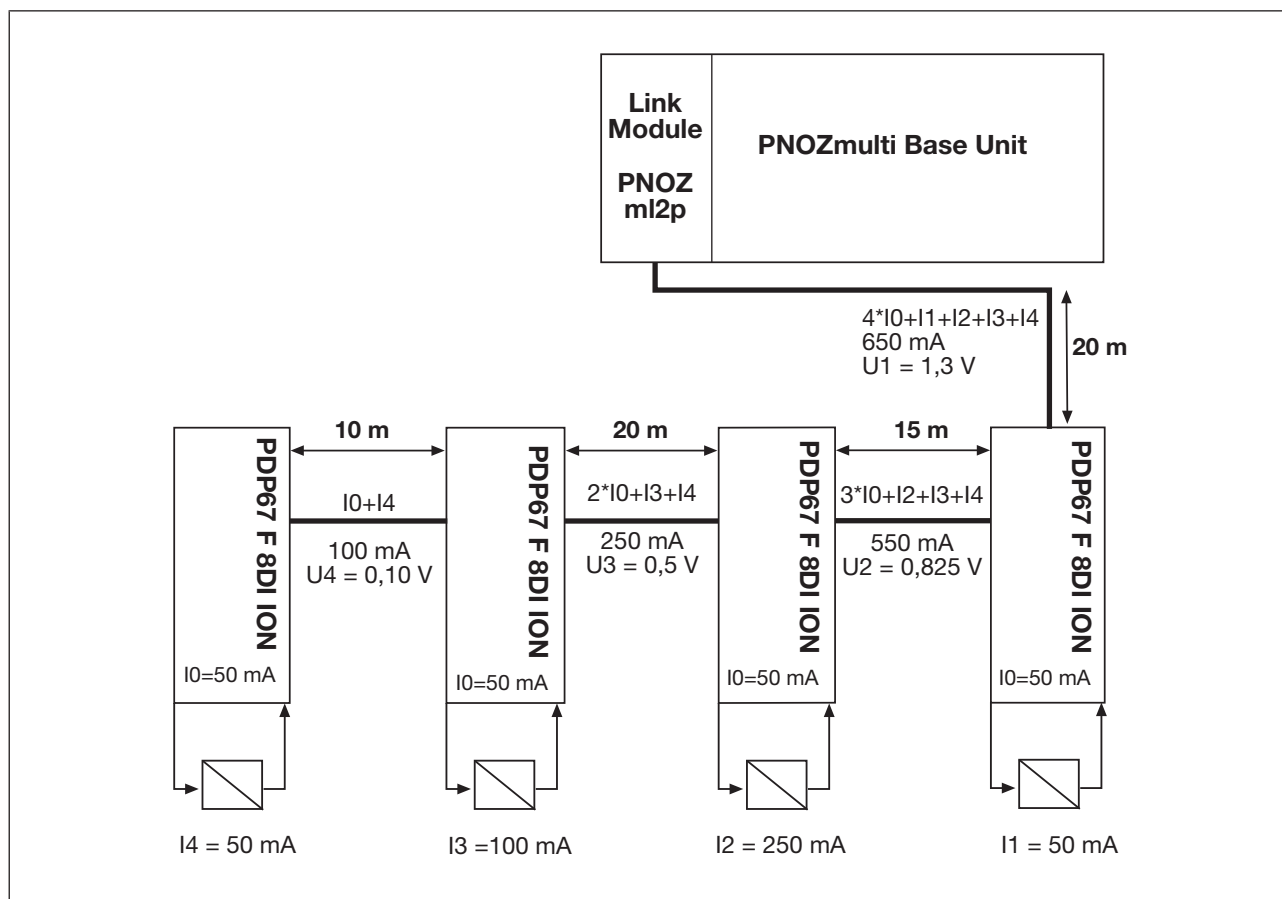 Link
Module
PNOZ
ml2p
PNOZmulti Base Unit
4*I0+I1+I2+I3+I4
650 mA
U1 = 1,3 V
20 m
10 m
20 m
15 m
I0+I4
100 mA
U4 = 0,10 V
2*I0+I3+I4
250 mA
U3 = 0,5 V
3*I0+I2+I3+I4
550 mA
U2 = 0,825 V
PDP67 F 8DI ION
PDP67 F 8DI ION
PDP67 F 8DI ION
PDP67 F 8DI ION
I0=50 mA
I0=50 mA
I0=50 mA
I0=50 mA
I4 = 50 mA
I3 =100 mA
I2 = 250 mA
I1 = 50 mA